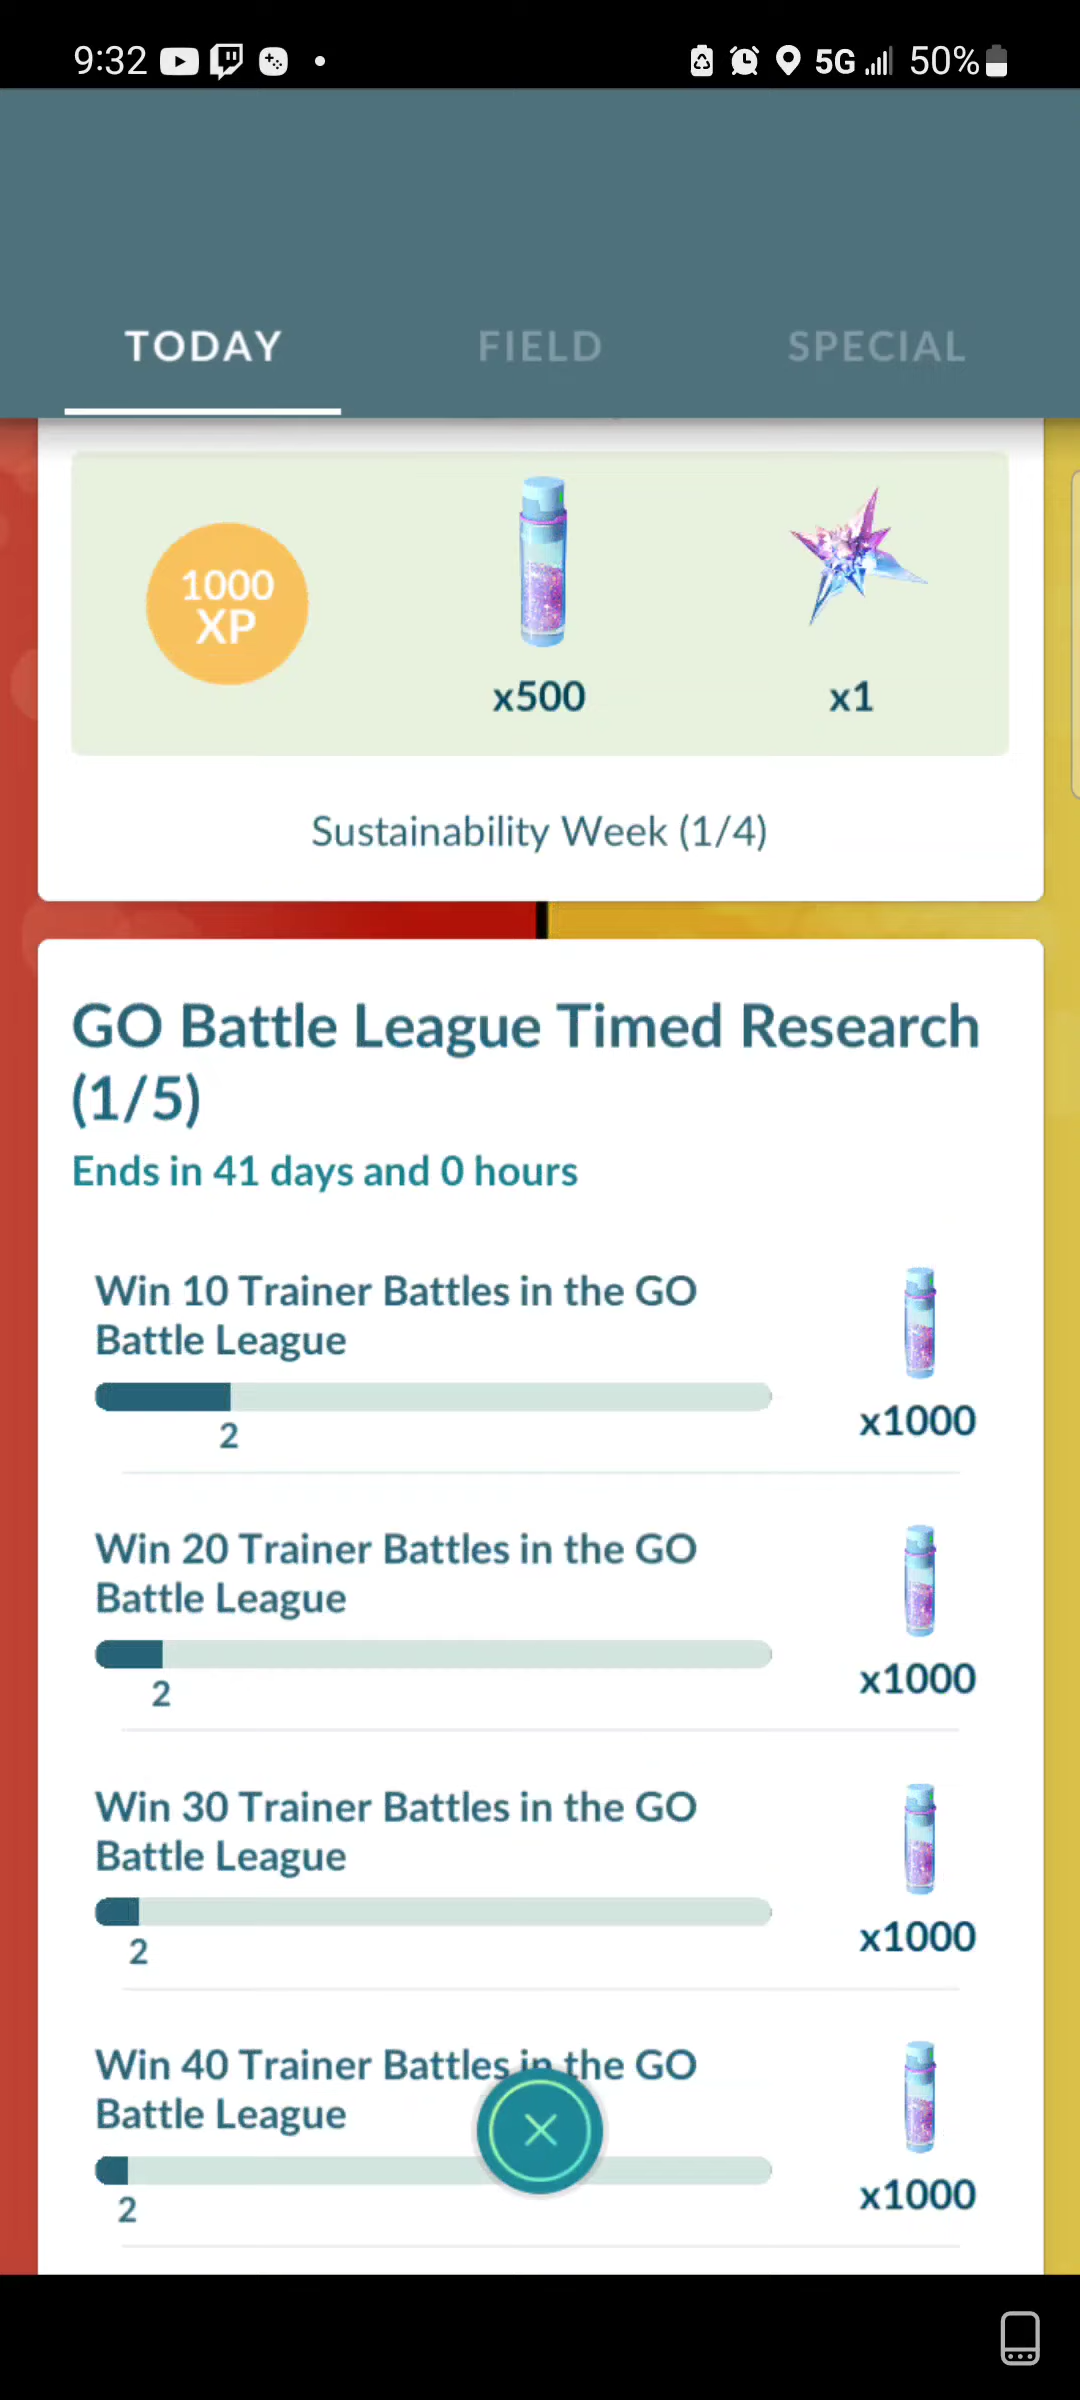 9:32
5G 50%
TODAY FIELD SPECIAL
1000
XP
x500 x1
Sustainability Week (1/4)
GO Battle League Timed Research
(1/5)
Ends in 41 days and 0 hours
Win 10 Trainer Battles in the GO
Battle League
2
x1000
Win 20 Trainer Battles in the GO
Battle League
2
x1000
Win 30 Trainer Battles in the GO
Battle League
2
x1000
Win 40 Trainer Battles in the GO
Battle League
2
x1000